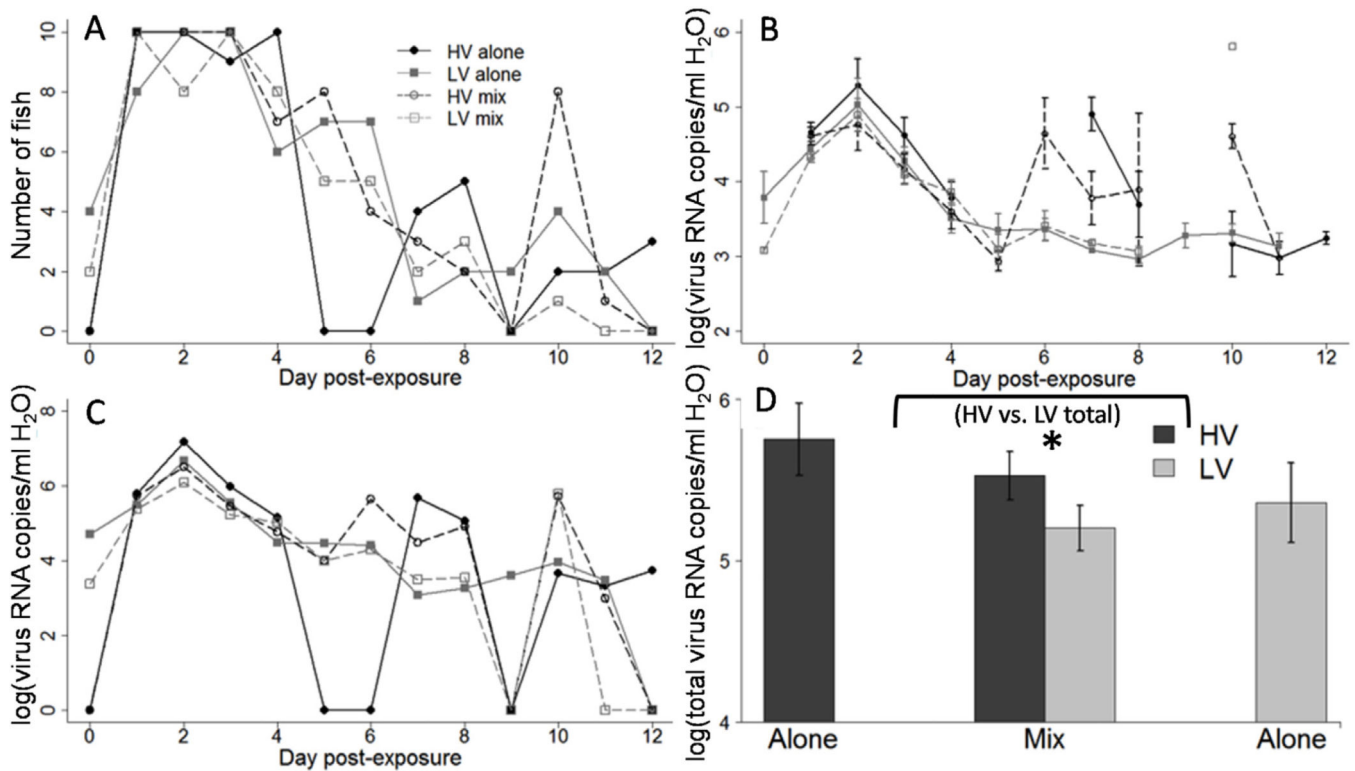 A
Number of fish
10
8
6
4
2
0
HV alone
LV alone
HV mix
LV mix
0 2 4 6 8 10 12
Day post-exposure
B
log(virus RNA copies/ml H₂O)
6
5
4
3
2
0 2 4 6 8 10 12
Day post-exposure
C
log(virus RNA copies/ml H₂O)
8
6
4
2
0
0 2 4 6 8 10 12
Day post-exposure
D
log(total virus RNA copies/ml H₂O)
6
5
4
(HV vs. LV total)
*
HV
LV
Alone Mix Alone